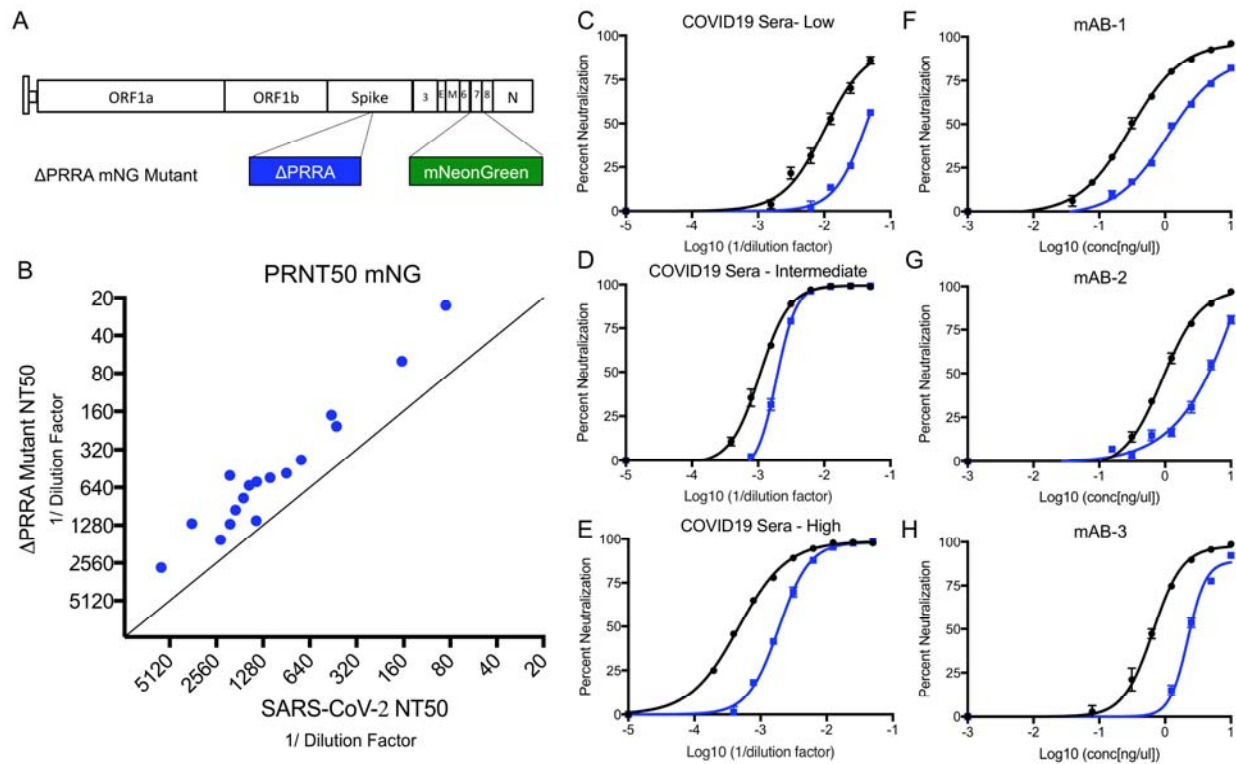 A
ORF1a
ORF1b
Spike
3
E
M
6
7
8
N
ΔPRRA mNG Mutant
ΔPRRA
mNeonGreen
B
PRNT50 mNG
ΔPRRA Mutant NT50
1/ Dilution Factor
20
40
80
160
320
640
1280
2560
5120
5120
2560
1280
640
320
160
80
40
20
SARS-CoV-2 NT50
1/ Dilution Factor
C
COVID19 Sera- Low
Percent Neutralization
100
75
50
25
0
-5
-4
-3
-2
-1
Log10 (1/dilution factor)
D
COVID19 Sera - Intermediate
Percent Neutralization
100
75
50
25
0
-5
-4
-3
-2
-1
Log10 (1/dilution factor)
E
COVID19 Sera - High
Percent Neutralization
100
75
50
25
0
-5
-4
-3
-2
-1
Log10 (1/dilution factor)
F
mAB-1
Percent Neutralization
100
75
50
25
0
-3
-2
-1
0
1
Log10 (conc[ng/ul])
G
mAB-2
Percent Neutralization
100
75
50
25
0
-3
-2
-1
0
1
Log10 (conc[ng/ul])
H
mAB-3
Percent Neutralization
100
75
50
25
0
-3
-2
-1
0
1
Log10 (conc[ng/ul])